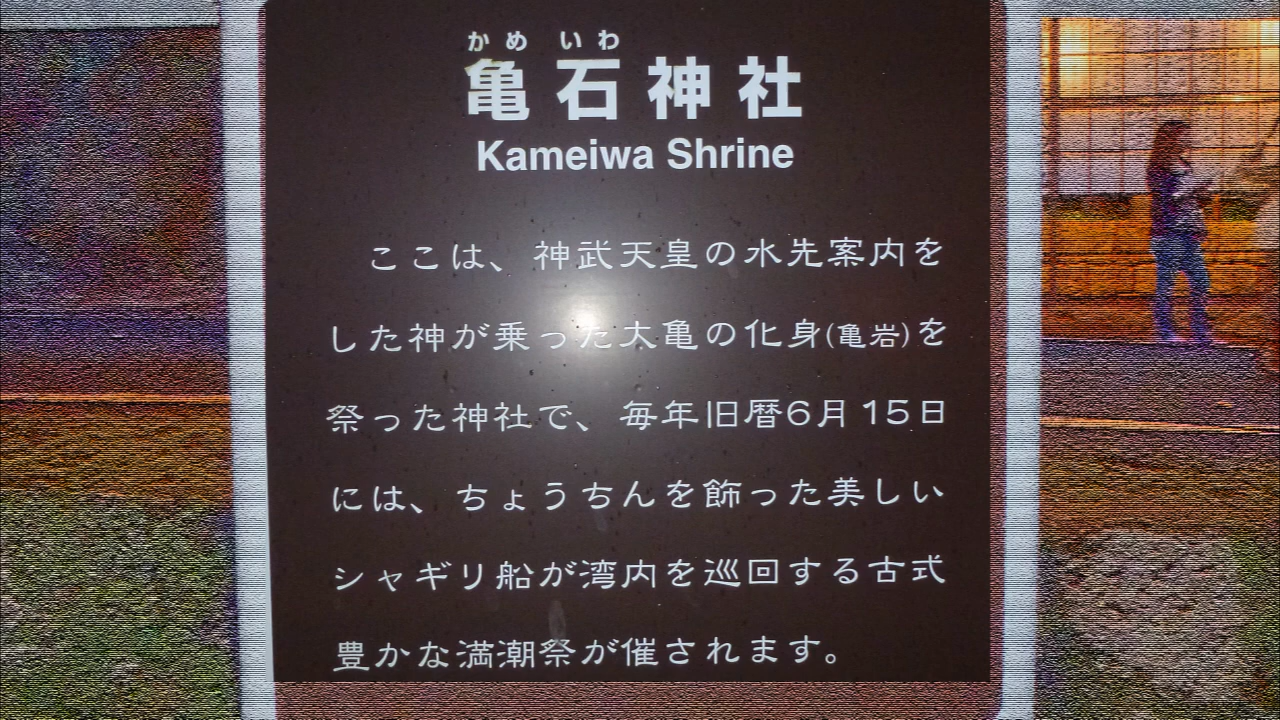 かめ いわ
亀石神社
Kameiwa Shrine
ここは、神武天皇の水先案内を
した神が乗った大亀の化身(亀岩)を
祭った神社で、毎年旧暦6月15日
には、ちょうちんを飾った美しい
シャギリ船が湾内を巡回する古式
豊かな満潮祭が催されます。